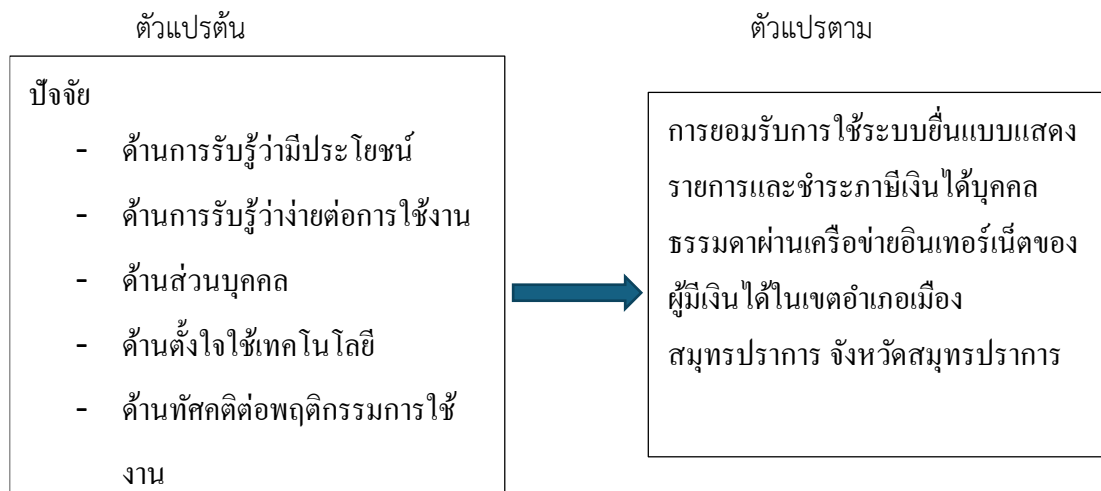 ตัวแปรต้น
ตัวแปรตาม
ปัจจัย
- ด้านการรับรู้ว่ามีประโยชน์
- ด้านการรับรู้ว่าง่ายต่อการใช้งาน
- ด้านส่วนบุคคล
- ด้านตั้งใจใช้เทคโนโลยี
- ด้านทัศคติต่อพฤติกรรมการใช้
งาน
การยอมรับการใช้ระบบยื่นแบบแสดง
รายการและชำระภาษีเงินได้บุคคล
ธรรมดาผ่านเครือข่ายอินเทอร์เน็ตของ
ผู้มีเงินได้ในเขตอำเภอเมือง
สมุทรปราการ จังหวัดสมุทรปราการ